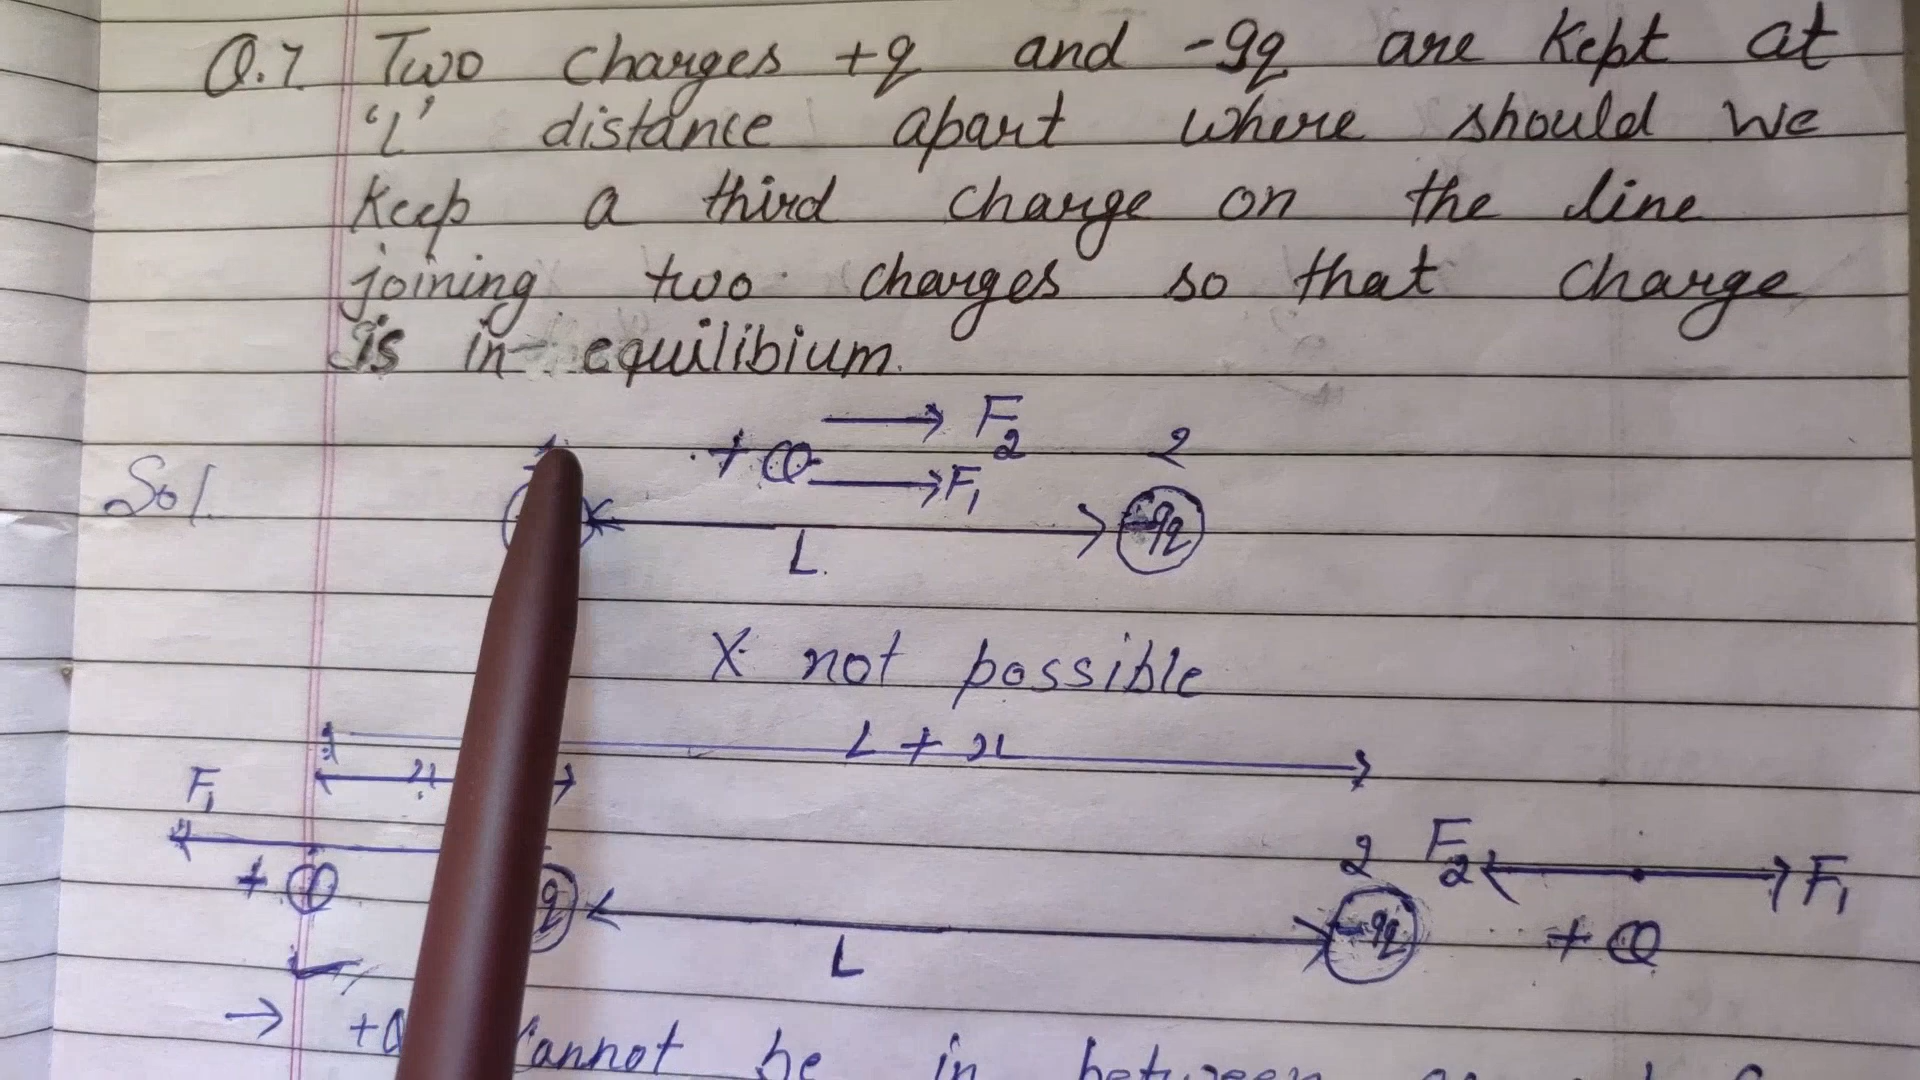 Q.7 Two charges +q and -9q are kept at
'L' distance apart where should we
keep a third charge on the line
joining two charges so that charge
is in equilibium.
Sol.
+Q F2 2
F1
L -9q
X not possible
L + x
F1 x
2 F2 F1
+Q q L -9q +Q
→ +Q cannot be in between